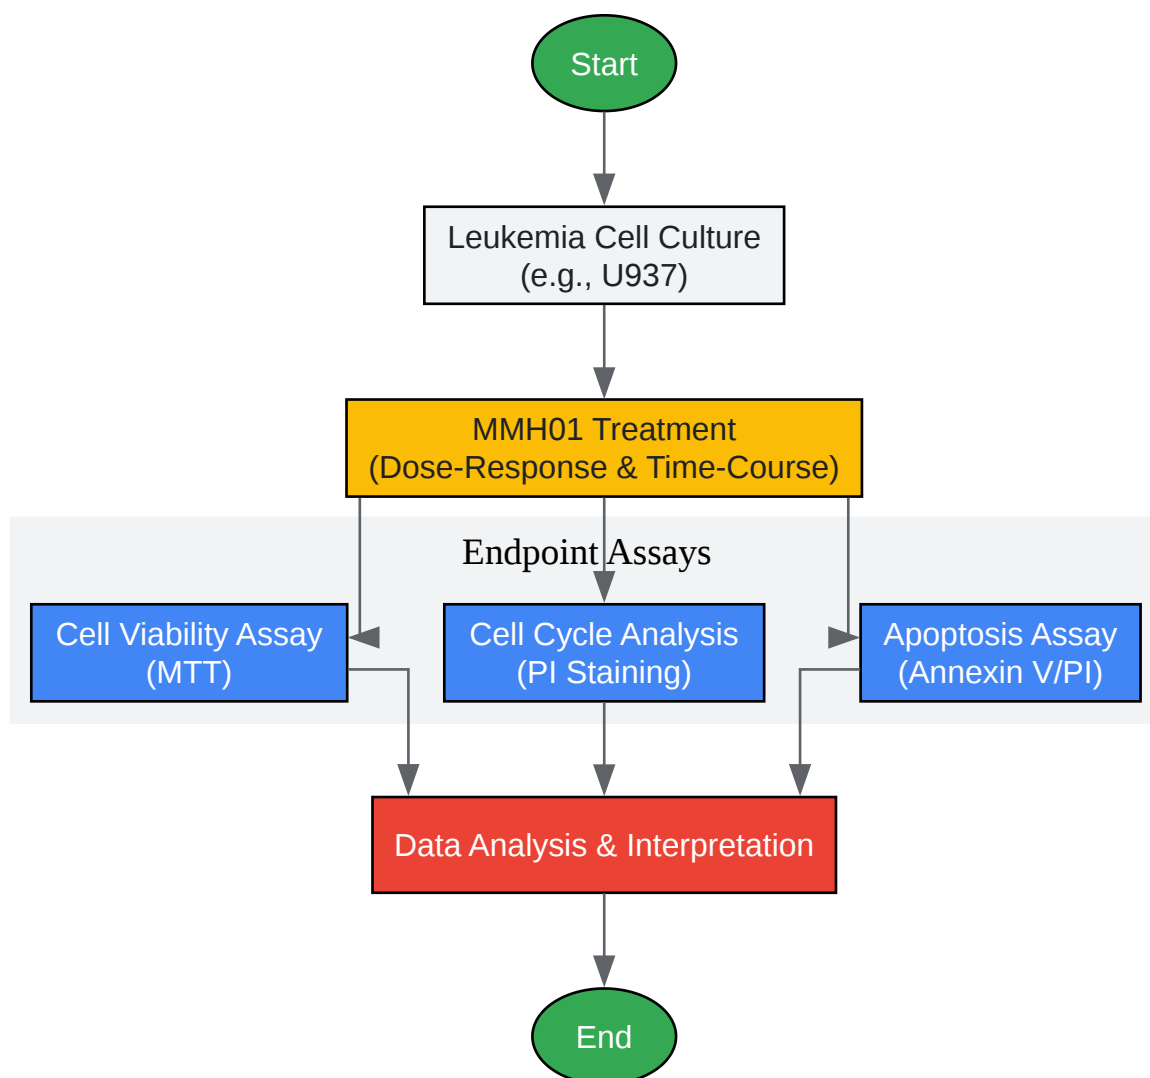 Start
Leukemia Cell Culture
(e.g., U937)
MMH01 Treatment
(Dose-Response & Time-Course)
Endpoint Assays
Cell Viability Assay
(MTT)
Cell Cycle Analysis
(PI Staining)
Apoptosis Assay
(Annexin V/PI)
Data Analysis & Interpretation
End